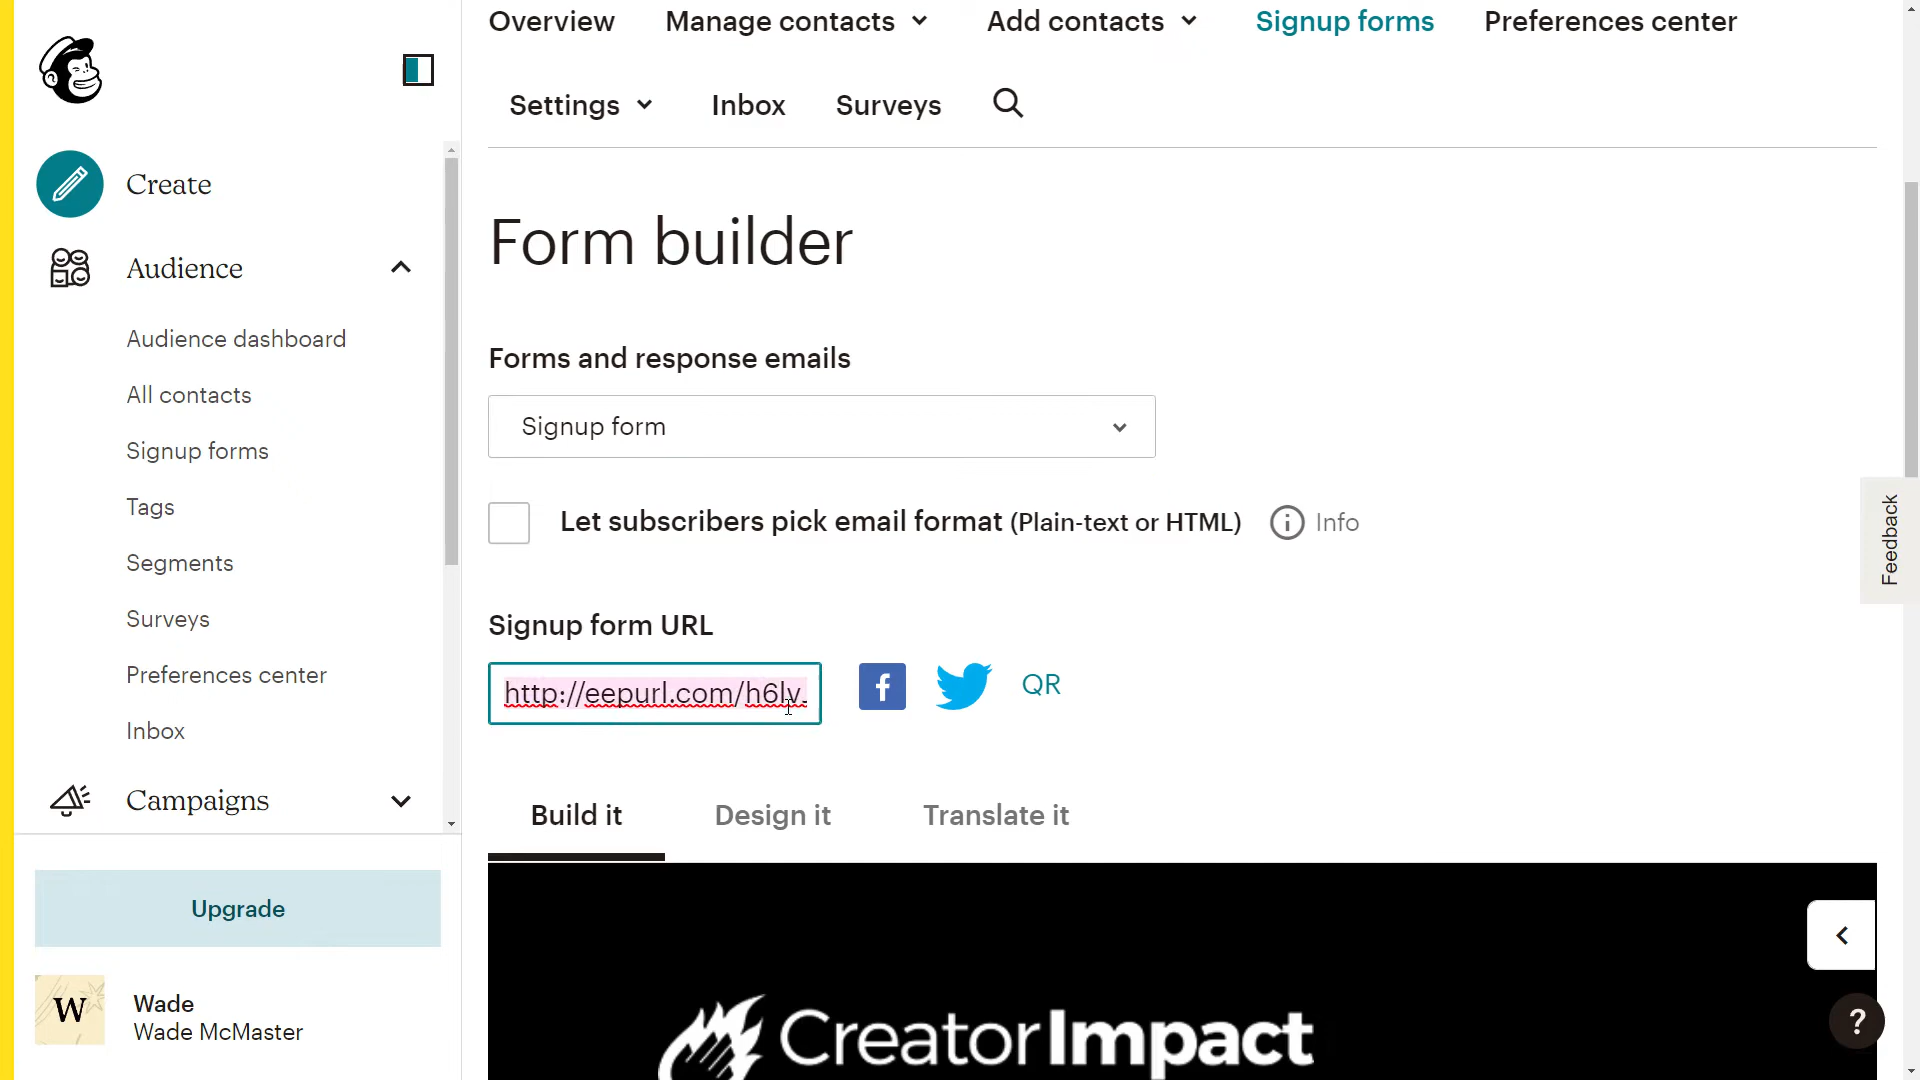 Overview Manage contacts Add contacts Signup forms Preferences center
Settings Inbox Surveys
Create
Audience
Audience dashboard
All contacts
Signup forms
Tags
Segments
Surveys
Preferences center
Inbox
Campaigns
Upgrade
W
Wade
Wade McMaster
Form builder
Forms and response emails
Signup form
Let subscribers pick email format (Plain-text or HTML) i Info
Signup form URL
http://eepurl.com/h6ly
f QR
Build it Design it Translate it
CreatorImpact
Feedback
?